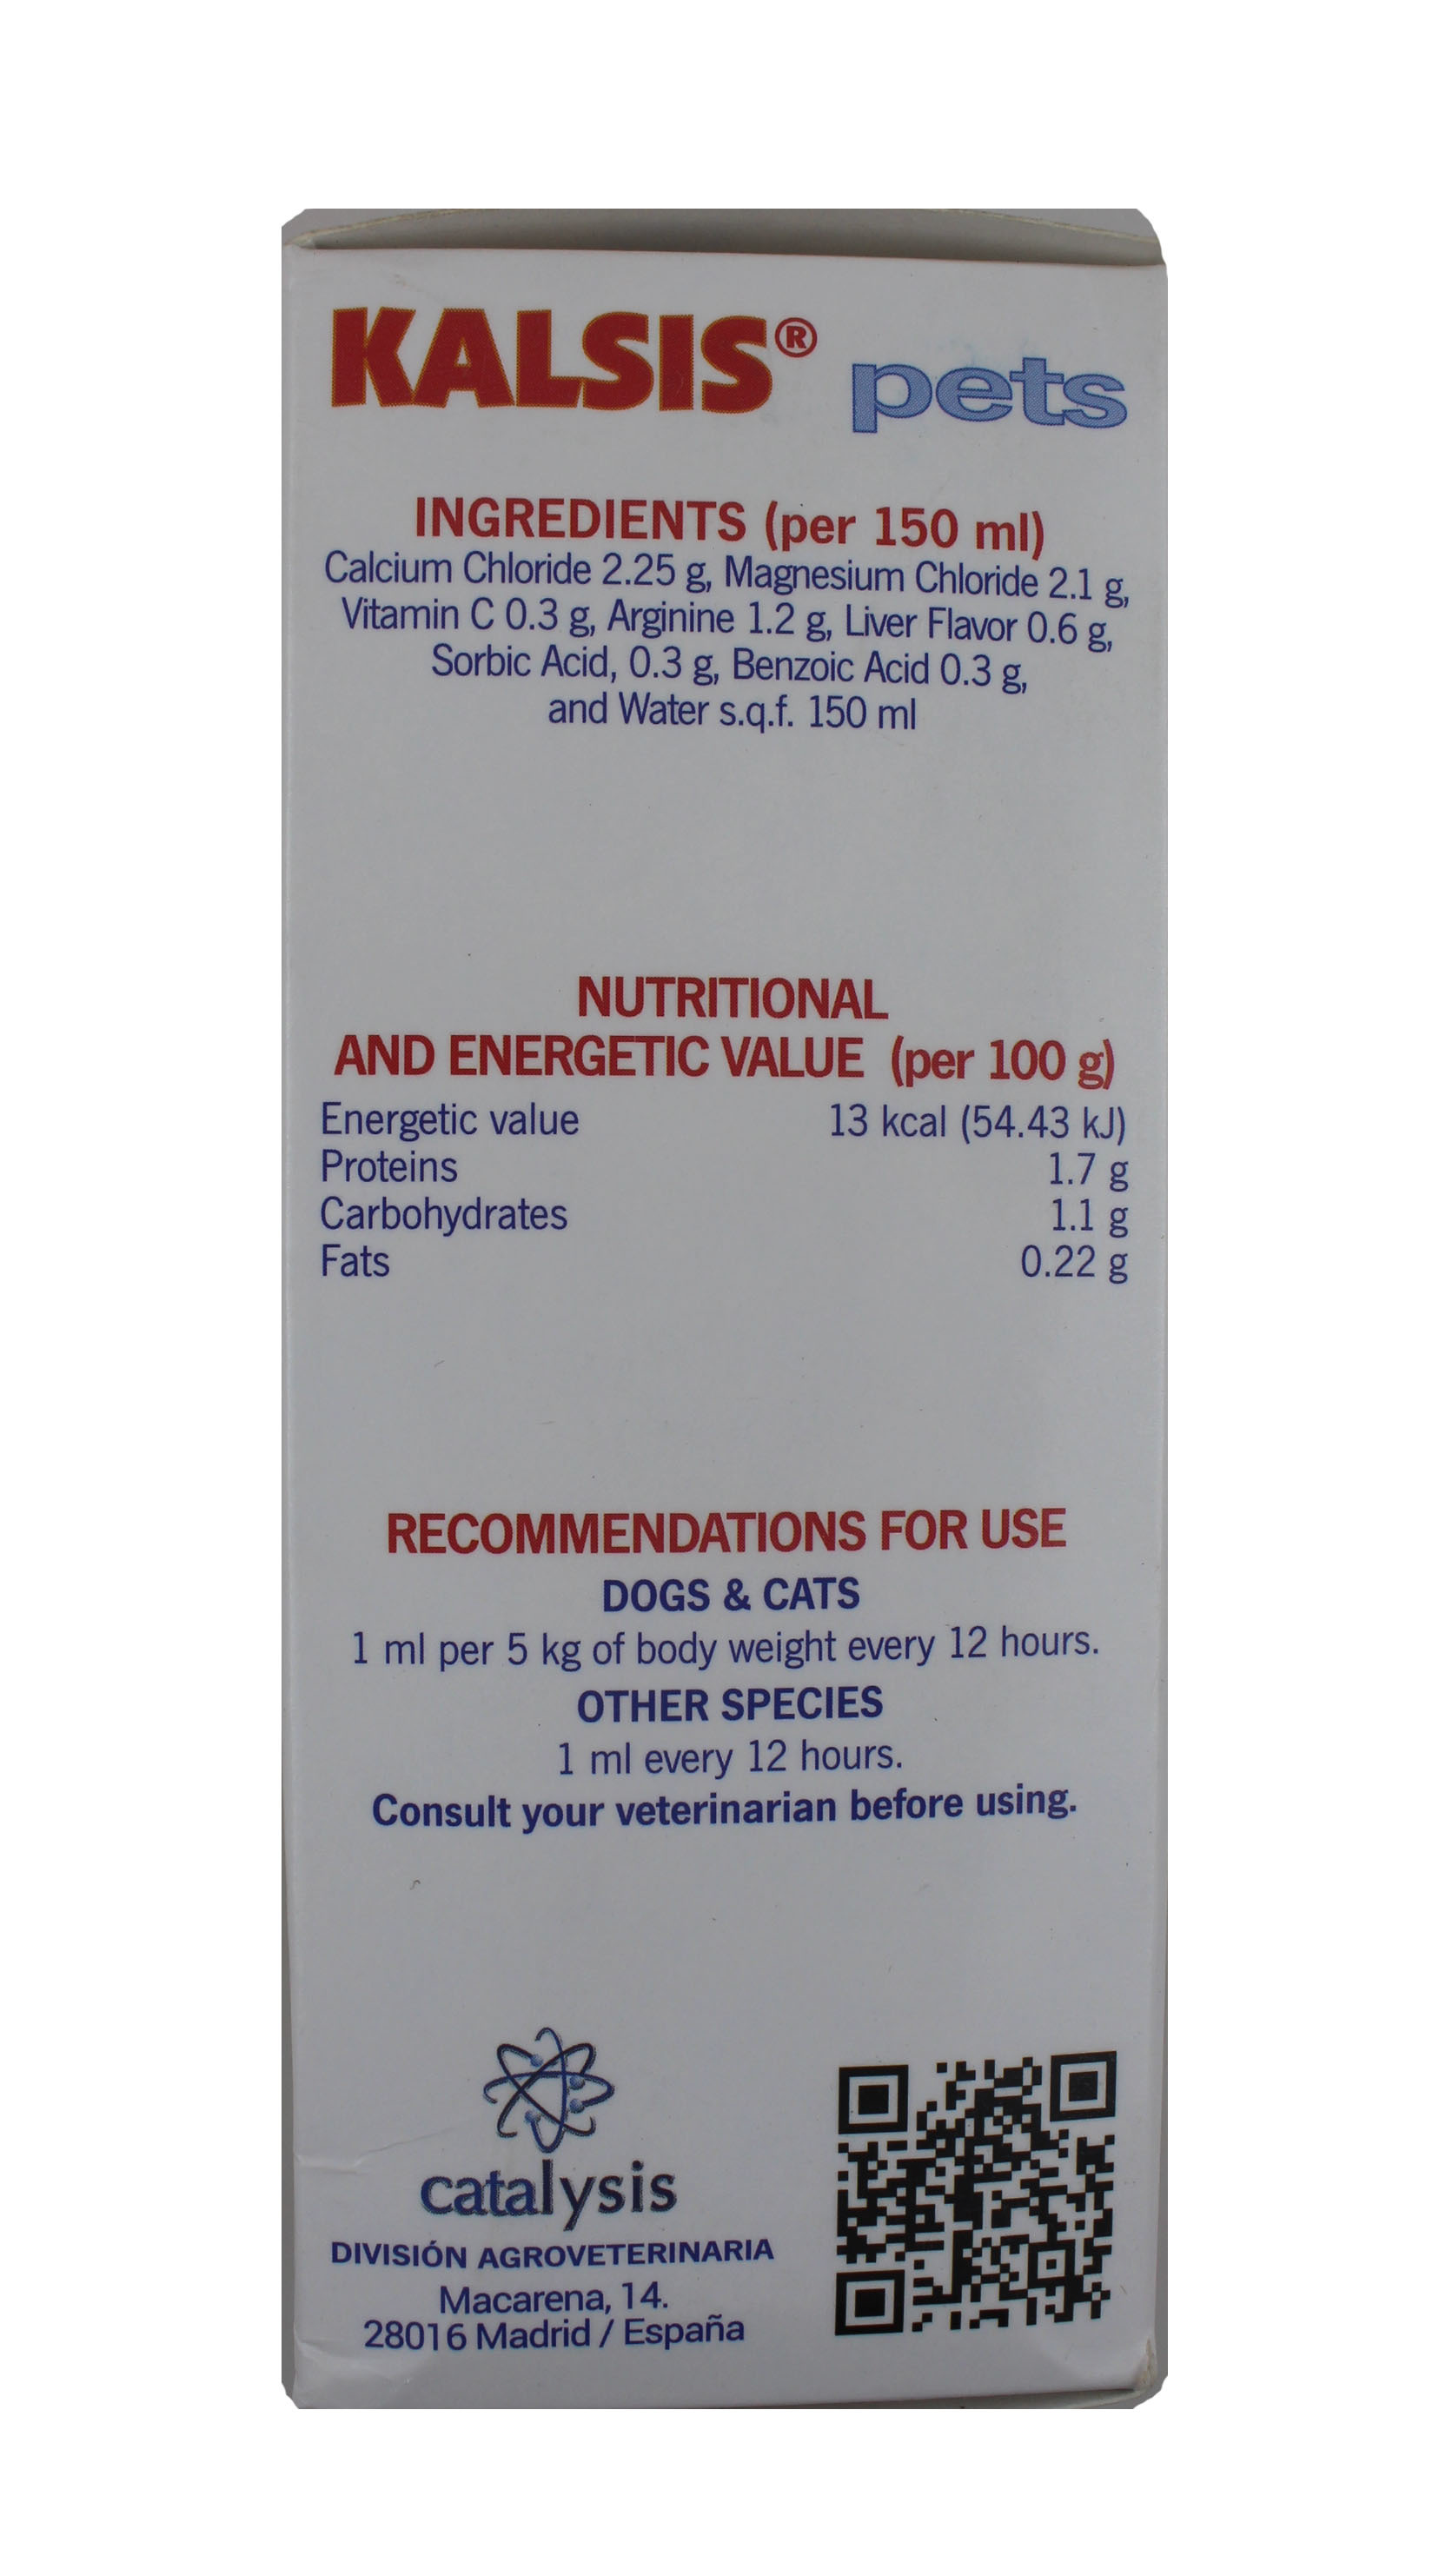 KALSIS® pets
INGREDIENTS (per 150 ml)
Calcium Chloride 2.25 g, Magnesium Chloride 2.1 g,
Vitamin C 0.3 g, Arginine 1.2 g, Liver Flavor 0.6 g,
Sorbic Acid, 0.3 g, Benzoic Acid 0.3 g,
and Water s.q.f. 150 ml
NUTRITIONAL
AND ENERGETIC VALUE (per 100 g)
Energetic value 13 kcal (54.43 kJ)
Proteins 1.7 g
Carbohydrates 1.1 g
Fats 0.22 g
RECOMMENDATIONS FOR USE
DOGS & CATS
1 ml per 5 kg of body weight every 12 hours.
OTHER SPECIES
1 ml every 12 hours.
Consult your veterinarian before using.
catalysis
DIVISIÓN AGROVETERINARIA
Macarena, 14.
28016 Madrid / España